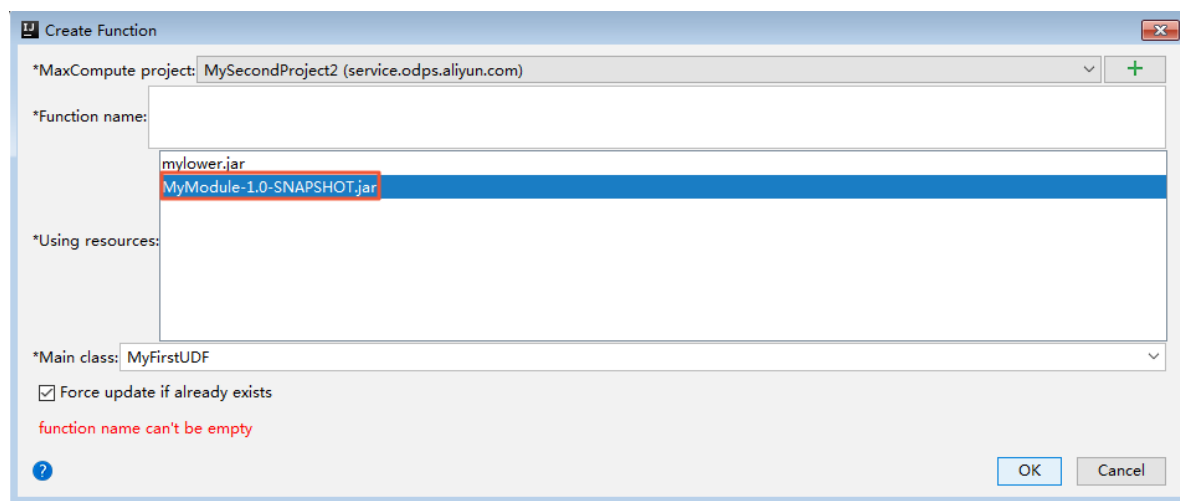 Create Function
*MaxCompute project: MySecondProject2 (service.odps.aliyun.com)
*Function name:
mylower.jar
MyModule-1.0-SNAPSHOT.jar
*Using resources:
*Main class: MyFirstUDF
Force update if already exists
function name can't be empty
OK Cancel